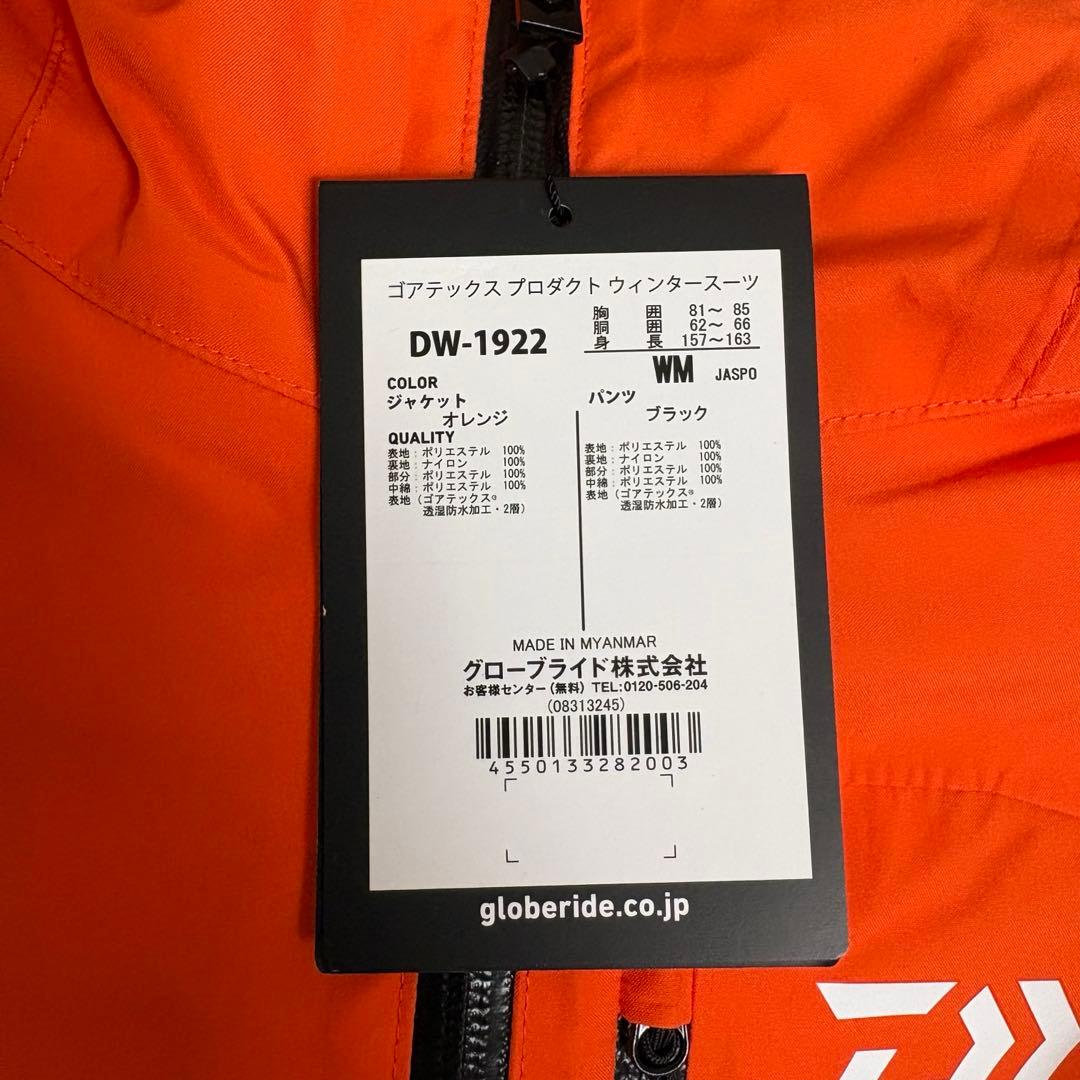 ゴアテックス プロダクト ウィンタースーツ
DW-1922
胸 囲 81～ 85
胴 囲 62～ 66
身 長 157～163
WM JASPO
COLOR
ジャケット
オレンジ
パンツ
ブラック
QUALITY
表地：ポリエステル 100%
裏地：ナイロン 100%
部分：ポリエステル 100%
中綿：ポリエステル 100%
表地（ゴアテックス®
透湿防水加工・2層）
表地：ポリエステル 100%
裏地：ナイロン 100%
部分：ポリエステル 100%
中綿：ポリエステル 100%
表地（ゴアテックス®
透湿防水加工・2層）
MADE IN MYANMAR
グローブライド株式会社
お客様センター（無料）TEL:0120-506-204
(08313245)
4550133282003
globeride.co.jp